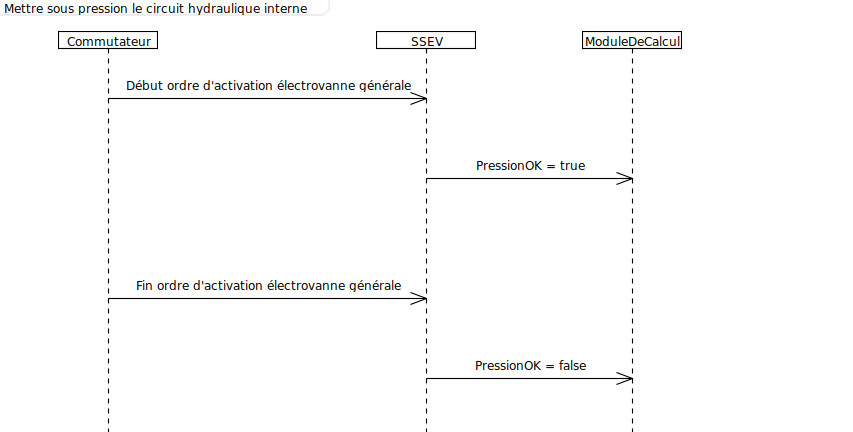 Mettre sous pression le circuit hydraulique interne
Commutateur
SSEV
ModuleDeCalcul
Début ordre d'activation électrovanne générale
PressionOK = true
Fin ordre d'activation électrovanne générale
PressionOK = false